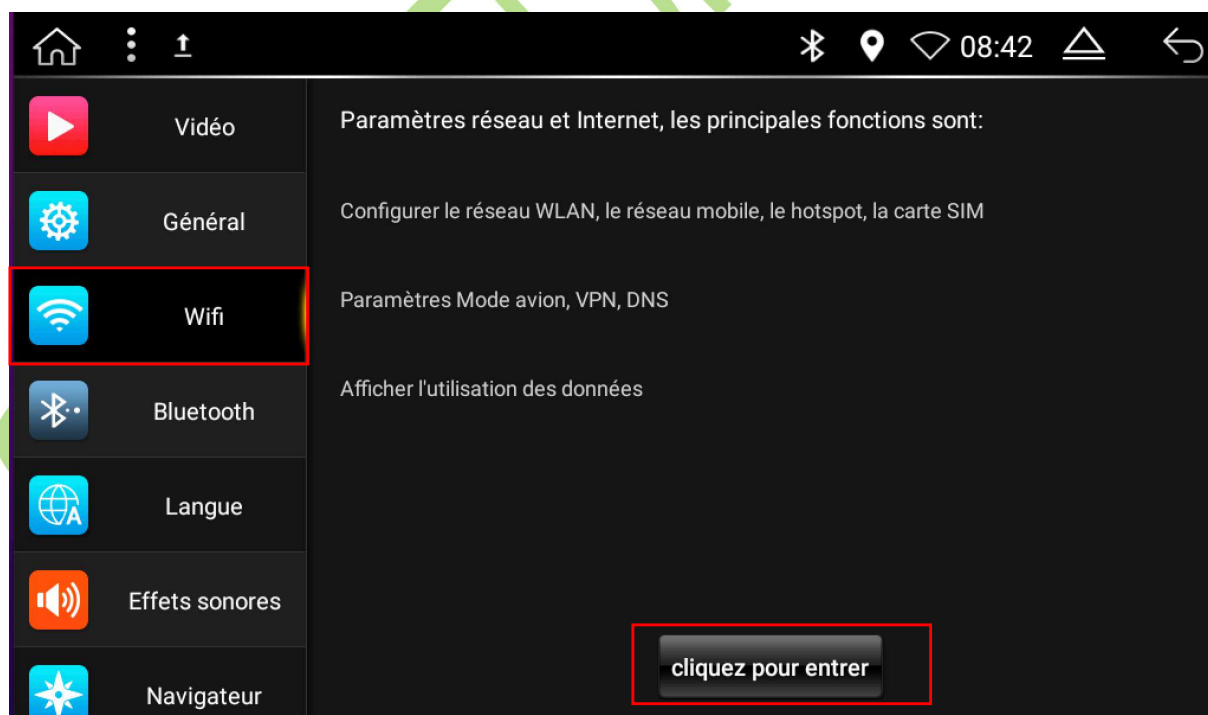 08:42
Vidéo
Général
Wifi
Bluetooth
Langue
Effets sonores
Navigateur
Paramètres réseau et Internet, les principales fonctions sont:
Configurer le réseau WLAN, le réseau mobile, le hotspot, la carte SIM
Paramètres Mode avion, VPN, DNS
Afficher l'utilisation des données
cliquez pour entrer